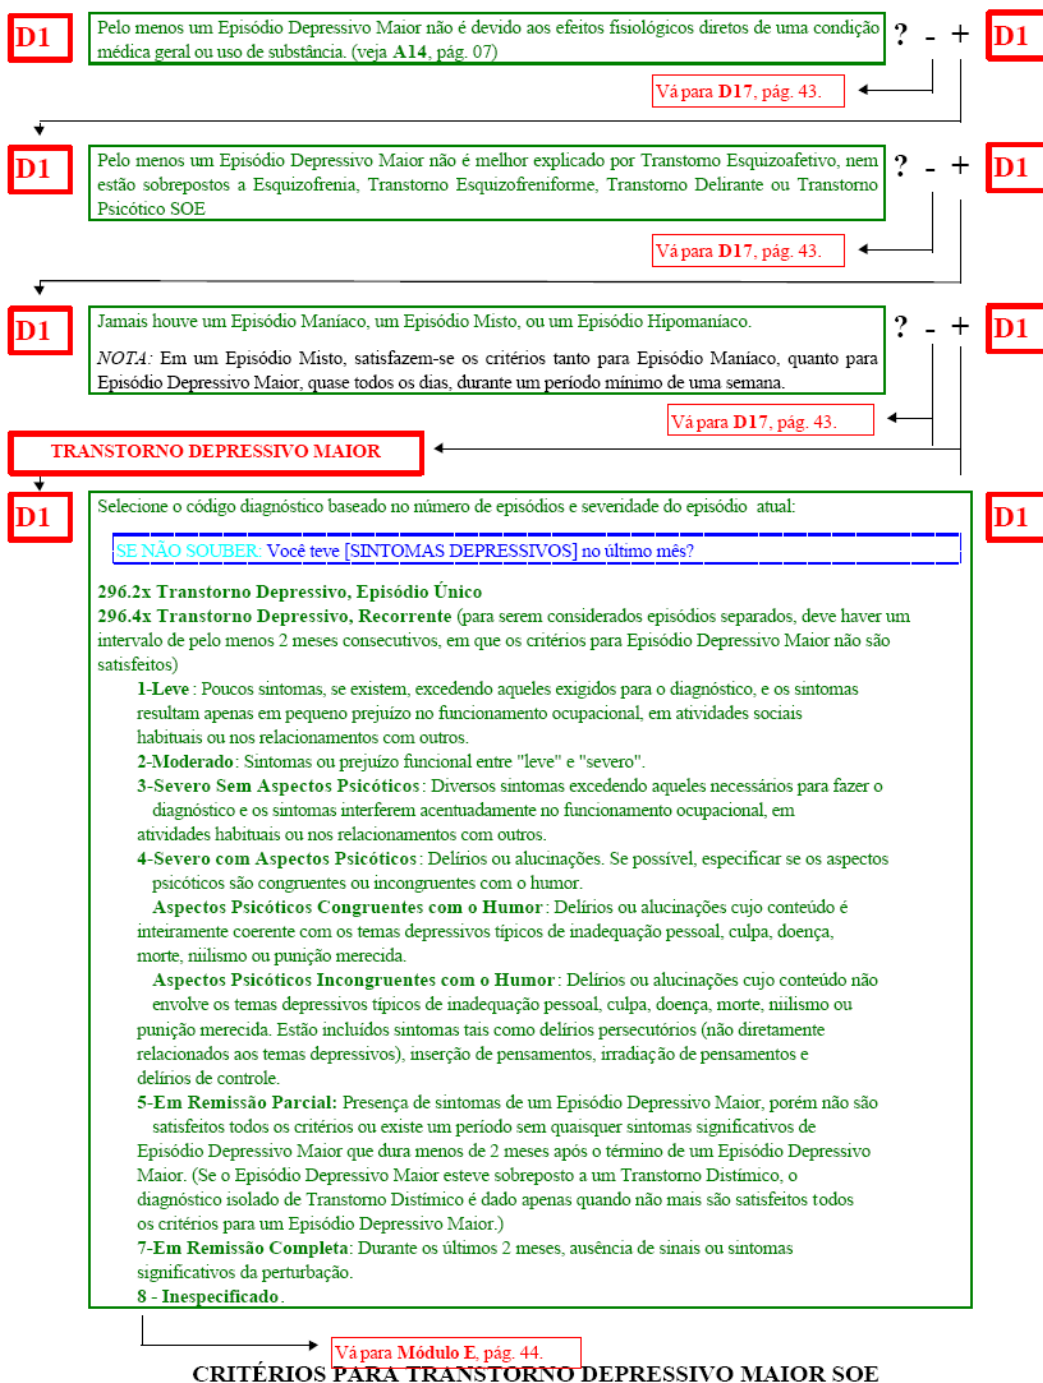 D1 Pelo menos um Episódio Depressivo Maior não é devido aos efeitos fisiológicos diretos de uma condição ? - + D1
médica geral ou uso de substância. (veja A14, pág. 07)
Vá para D17, pág. 43.
D1 Pelo menos um Episódio Depressivo Maior não é melhor explicado por Transtorno Esquizoafetivo, nem ? - + D1
estão sobrepostos a Esquizofrenia, Transtorno Esquizofreniforme, Transtorno Delirante ou Transtorno
Psicótico SOE
Vá para D17, pág. 43.
D1 Jamais houve um Episódio Maníaco, um Episódio Misto, ou um Episódio Hipomaníaco. ? - + D1
NOTA: Em um Episódio Misto, satisfazem-se os critérios tanto para Episódio Maníaco, quanto para
Episódio Depressivo Maior, quase todos os dias, durante um período mínimo de uma semana.
Vá para D17, pág. 43.
TRANSTORNO DEPRESSIVO MAIOR
D1 Selecione o código diagnóstico baseado no número de episódios e severidade do episódio atual: D1
SE NÃO SOUBER: Você teve [SINTOMAS DEPRESSIVOS] no último mês?
296.2x Transtorno Depressivo, Episódio Único
296.4x Transtorno Depressivo, Recorrente (para serem considerados episódios separados, deve haver um
intervalo de pelo menos 2 meses consecutivos, em que os critérios para Episódio Depressivo Maior não são
satisfeitos)
1-Leve: Poucos sintomas, se existem, excedendo aqueles exigidos para o diagnóstico, e os sintomas
resultam apenas em pequeno prejuízo no funcionamento ocupacional, em atividades sociais
habituais ou nos relacionamentos com outros.
2-Moderado: Sintomas ou prejuízo funcional entre "leve" e "severo".
3-Severo Sem Aspectos Psicóticos: Diversos sintomas excedendo aqueles necessários para fazer o
diagnóstico e os sintomas interferem acentuadamente no funcionamento ocupacional, em
atividades habituais ou nos relacionamentos com outros.
4-Severo com Aspectos Psicóticos: Delírios ou alucinações. Se possível, especificar se os aspectos
psicóticos são congruentes ou incongruentes com o humor.
Aspectos Psicóticos Congruentes com o Humor: Delírios ou alucinações cujo conteúdo é
inteiramente coerente com os temas depressivos típicos de inadequação pessoal, culpa, doença,
morte, niilismo ou punição merecida.
Aspectos Psicóticos Incongruentes com o Humor: Delírios ou alucinações cujo conteúdo não
envolve os temas depressivos típicos de inadequação pessoal, culpa, doença, morte, niilismo ou
punição merecida. Estão incluídos sintomas tais como delírios persecutórios (não diretamente
relacionados aos temas depressivos), inserção de pensamentos, irradiação de pensamentos e
delírios de controle.
5-Em Remissão Parcial: Presença de sintomas de um Episódio Depressivo Maior, porém não são
satisfeitos todos os critérios ou existe um período sem quaisquer sintomas significativos de
Episódio Depressivo Maior que dura menos de 2 meses após o término de um Episódio Depressivo
Maior. (Se o Episódio Depressivo Maior esteve sobreposto a um Transtorno Distímico, o
diagnóstico isolado de Transtorno Distímico é dado apenas quando não mais são satisfeitos todos
os critérios para um Episódio Depressivo Maior.)
7-Em Remissão Completa: Durante os últimos 2 meses, ausência de sinais ou sintomas
significativos da perturbação.
8 - Inespecificado.
Vá para Módulo E, pág. 44.
CRITÉRIOS PARA TRANSTORNO DEPRESSIVO MAIOR SOE